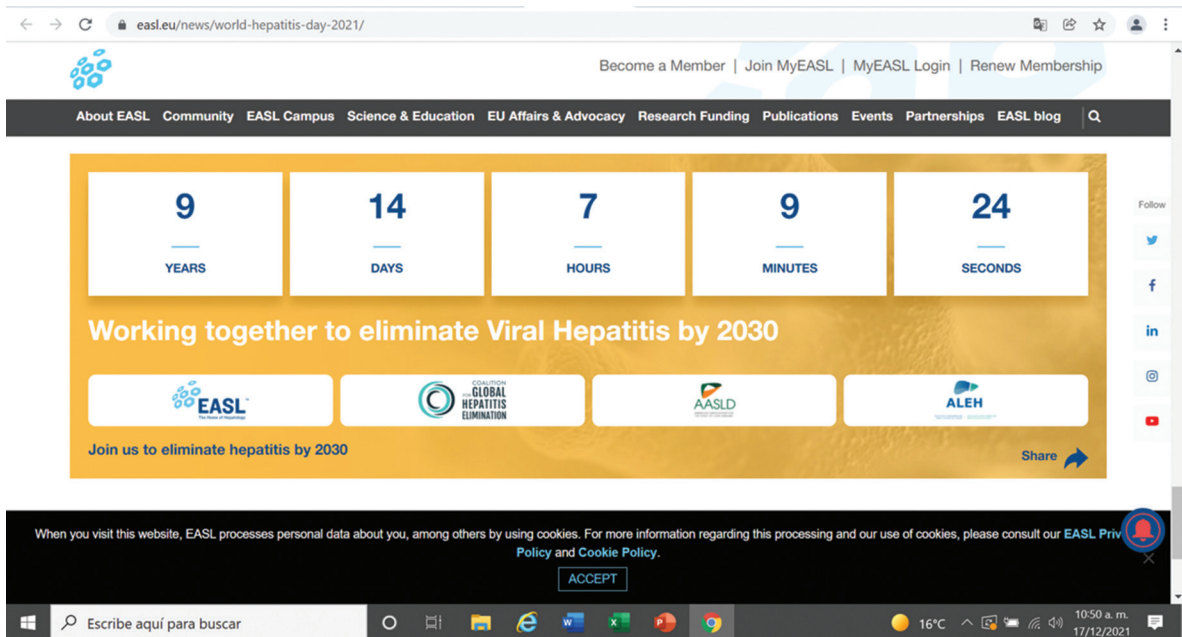 easl.eu/news/world-hepatitis-day-2021/
Become a Member | Join MyEASL | MyEASL Login | Renew Membership
About EASL Community EASL Campus Science & Education EU Affairs & Advocacy Research Funding Publications Events Partnerships EASL blog
9 14 7 9 24
YEARS DAYS HOURS MINUTES SECONDS
Follow
Working together to eliminate Viral Hepatitis by 2030
EASL
The Home of Hepatology
COALITION
FOR GLOBAL
HEPATITIS
ELIMINATION
AASLD
ALEH
Join us to eliminate hepatitis by 2030
Share
When you visit this website, EASL processes personal data about you, among others by using cookies. For more information regarding this processing and our use of cookies, please consult our EASL Priv
Policy and Cookie Policy.
ACCEPT
Escribe aquí para buscar
16°C
10:50 a. m.
17/12/2021